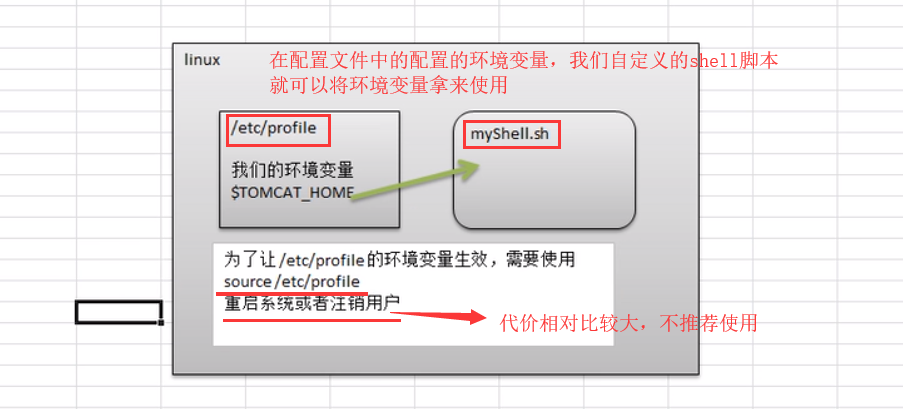 linux
在配置文件中的配置的环境变量，我们自定义的shell脚本
就可以将环境变量拿来使用
/etc/profile
我们的环境变量
$TOMCAT_HOME
myShell.sh
为了让/etc/profile的环境变量生效，需要使用
source /etc/profile
重启系统或者注销用户
代价相对比较大，不推荐使用